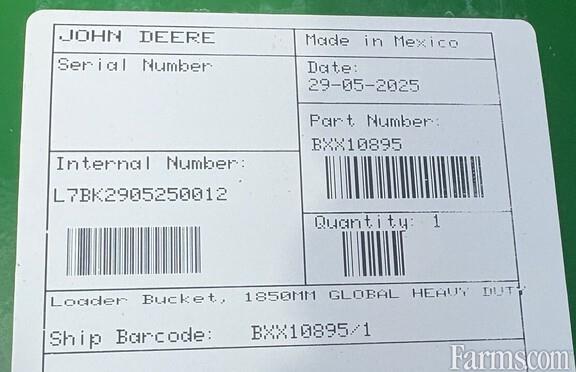 JOHN DEERE
Made in Mexico
Serial Number
Date:
29-05-2025
Part Number:
BXX10895
Internal Number:
L7BK2905250012
Quantity: 1
Loader Bucket, 1850MM GLOBAL HEAVY DUTY
Ship Barcode: BXX10895/1
Farms.com